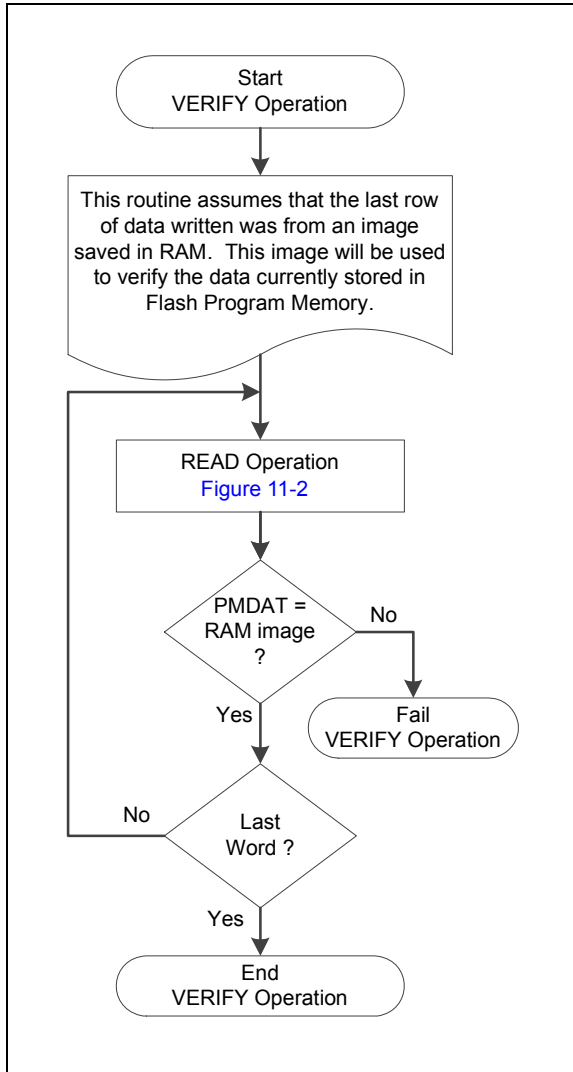 Start
VERIFY Operation
This routine assumes that the last row
of data written was from an image
saved in RAM.  This image will be used
to verify the data currently stored in
Flash Program Memory.
READ Operation
Figure 11-2
PMDAT =
RAM image
?
No
Yes
Fail
VERIFY Operation
No
Last
Word ?
Yes
End
VERIFY Operation